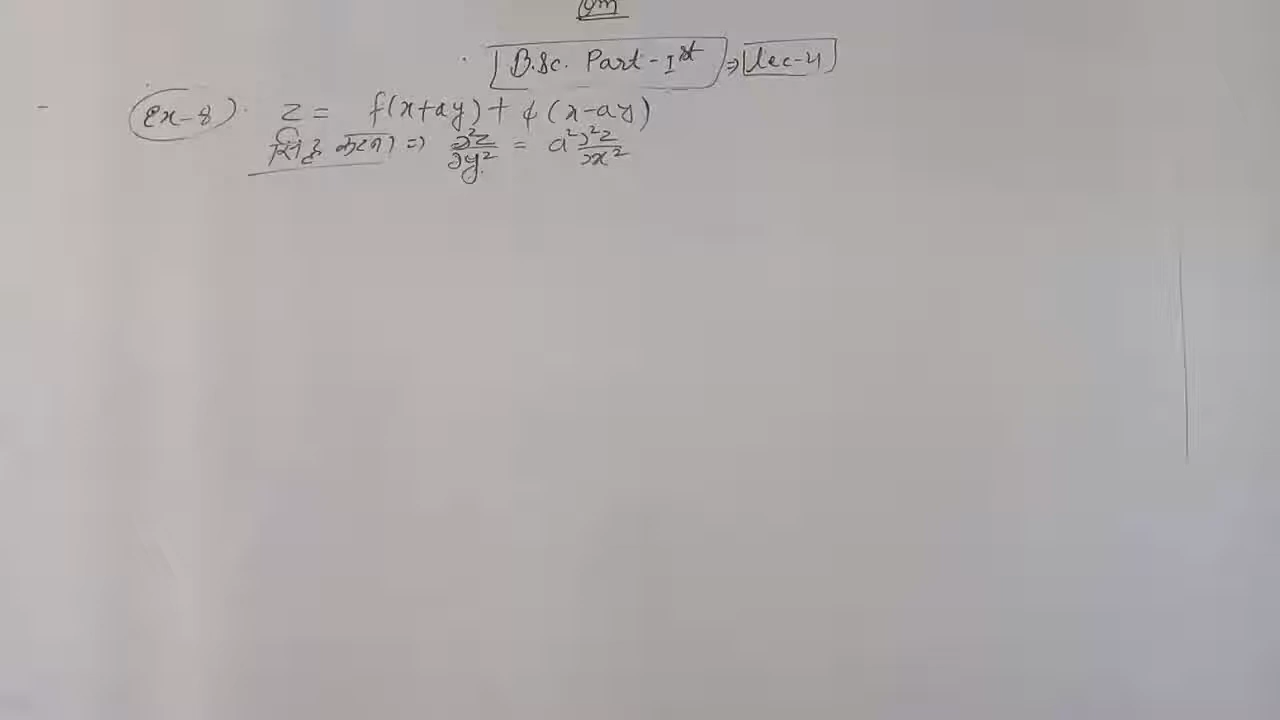 ॐ
B.Sc. Part-Ist ⇒ Lec-4
Ex-8) z = f(x+ay) + φ(x-ay)
सिद्ध करना ⇒ ∂²z/∂y² = a² ∂²z/∂x²